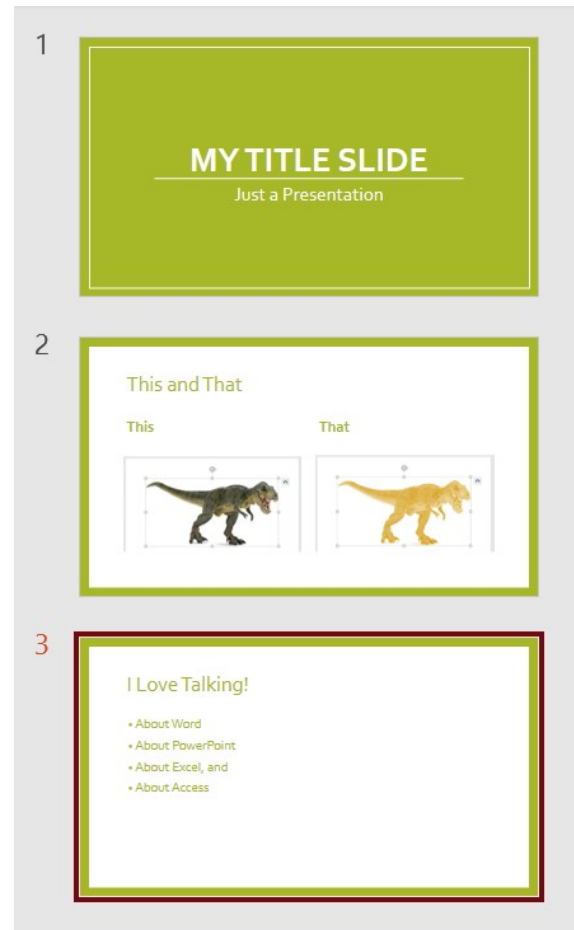 1
MY TITLE SLIDE
Just a Presentation
2
This and That
This That
3
I Love Talking!
• About Word
• About PowerPoint
• About Excel, and
• About Access